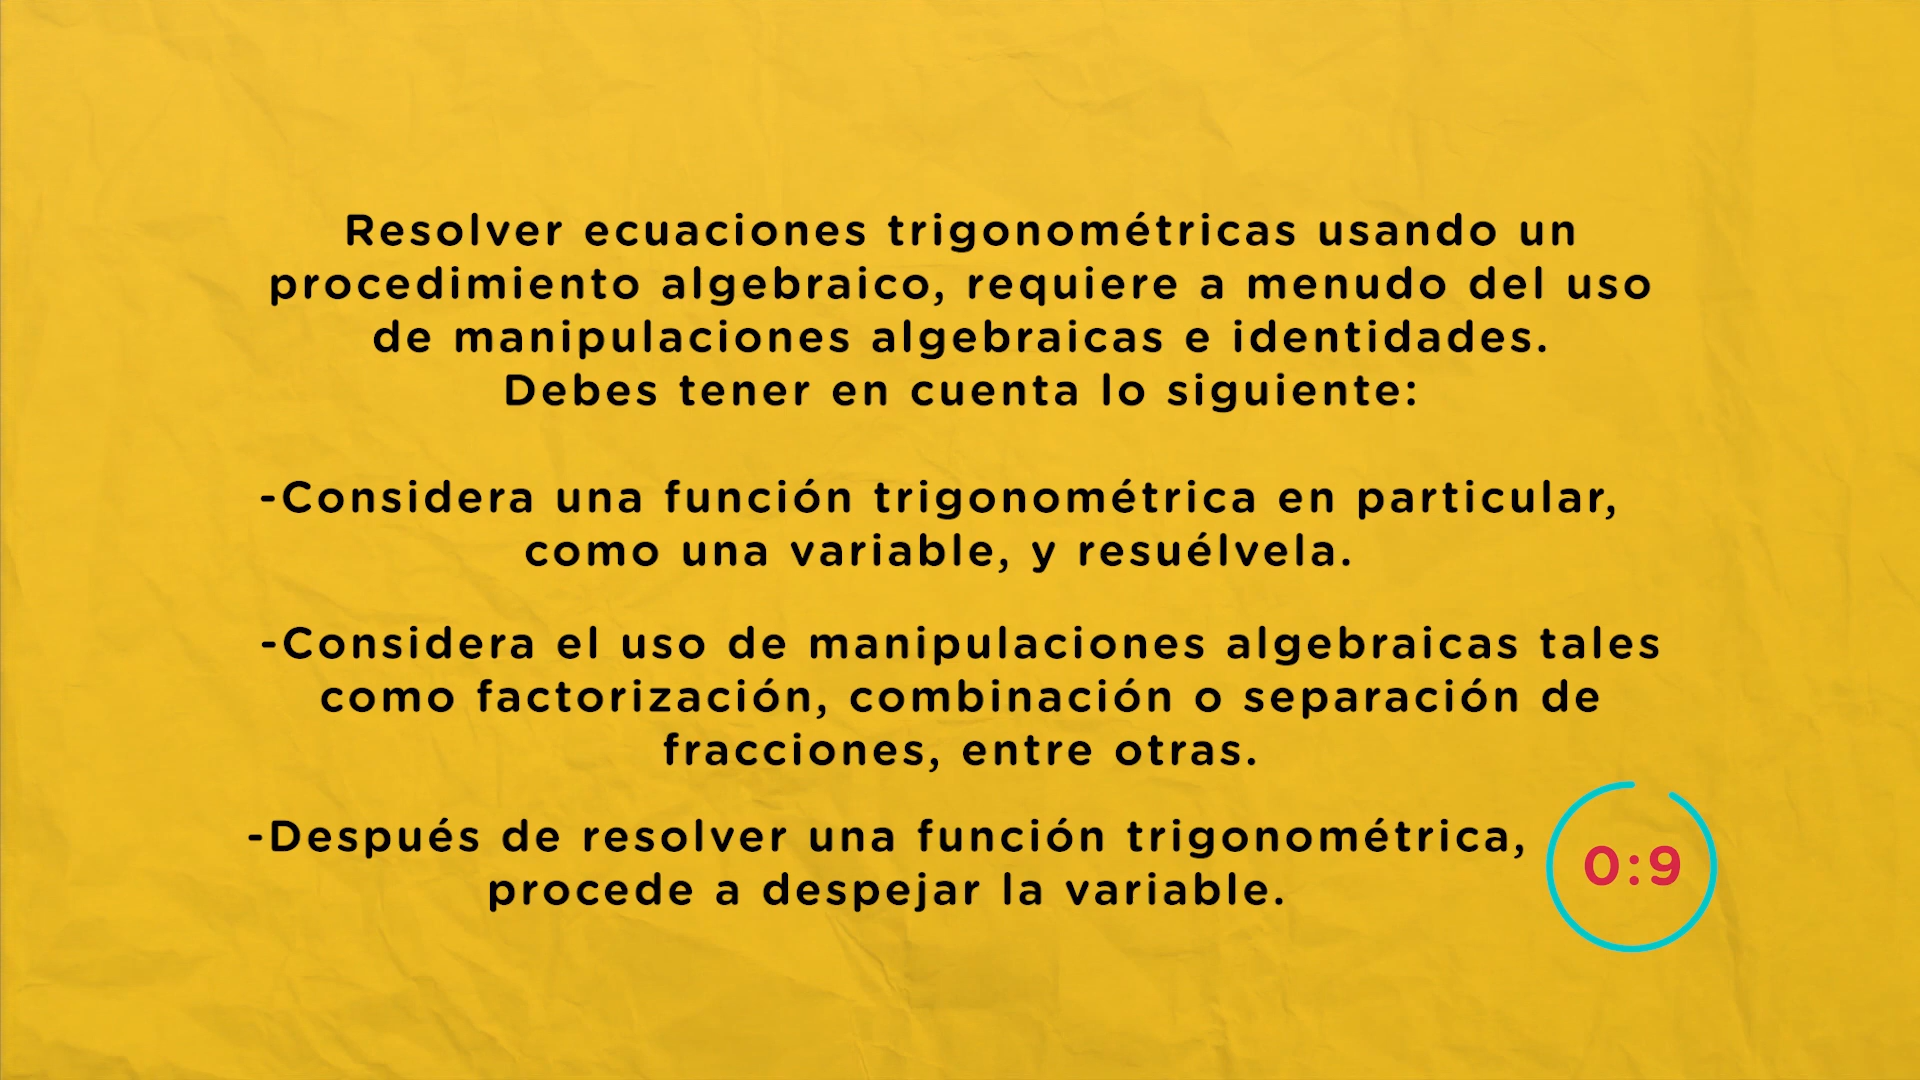 Resolver ecuaciones trigonométricas usando un
procedimiento algebraico, requiere a menudo del uso
de manipulaciones algebraicas e identidades.
Debes tener en cuenta lo siguiente:
-Considera una función trigonométrica en particular,
como una variable, y resuélvela.
-Considera el uso de manipulaciones algebraicas tales
como factorización, combinación o separación de
fracciones, entre otras.
-Después de resolver una función trigonométrica,
procede a despejar la variable.
0:9